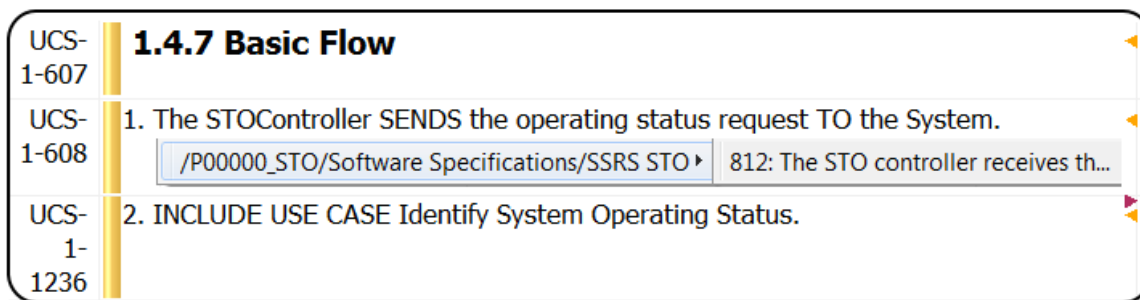 UCS- 1.4.7 Basic Flow
1-607
UCS- 1. The STOController SENDS the operating status request TO the System.
1-608 /P00000_STO/Software Specifications/SSRS STO 812: The STO controller receives th...
UCS- 2. INCLUDE USE CASE Identify System Operating Status.
1-
1236